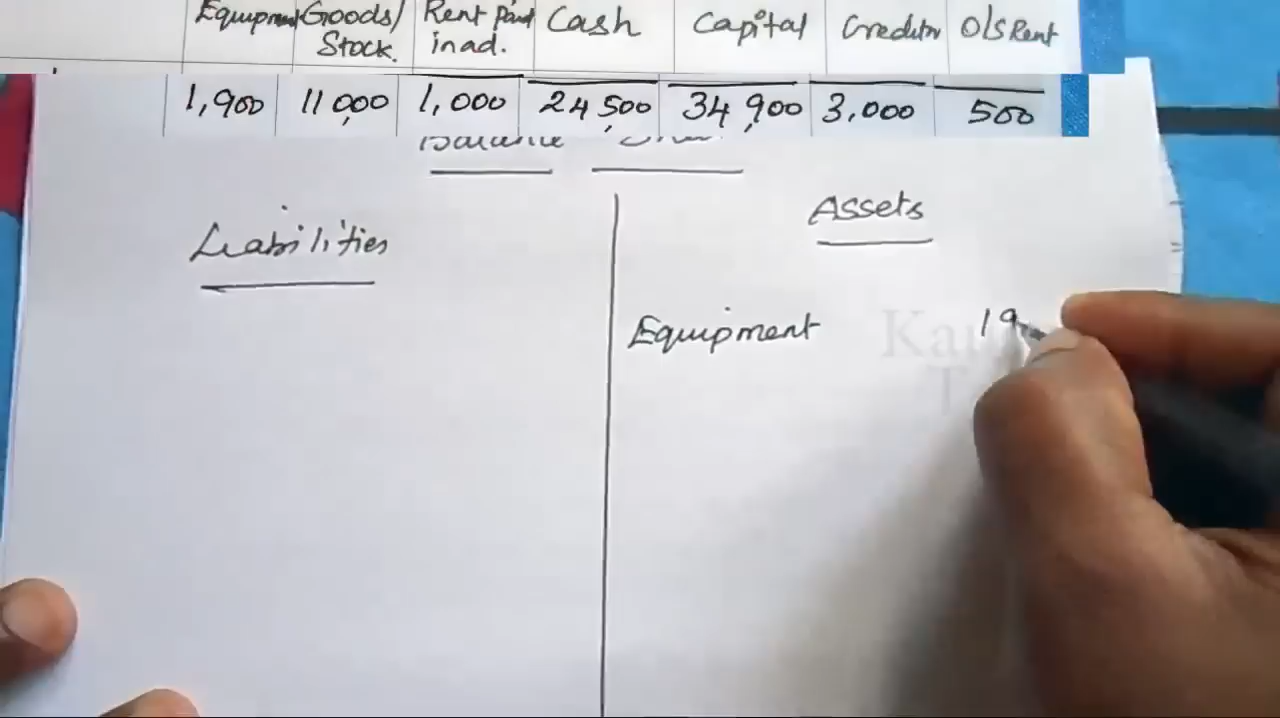 Equipment Goods/ Rent Paid Cash Capital Creditor O/S Rent
Stock. in ad.
1,900 11,000 1,000 24,500 34,900 3,000 500
Assets
Liabilities
Equipment 19